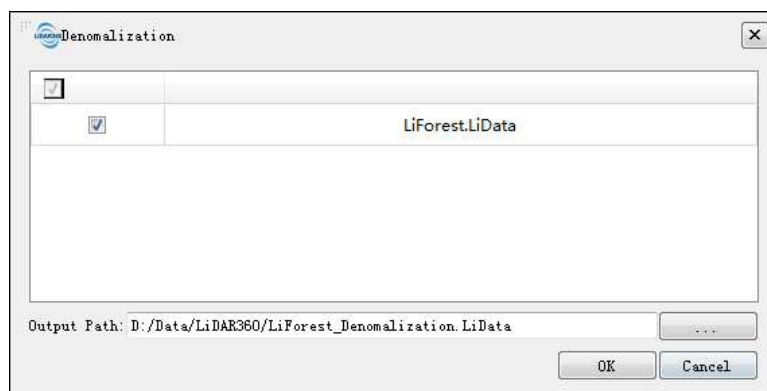 Denomalization
LiForest.LiData
Output Path: D:/Data/LiDAR360/LiForest_Denomalization.LiData
...
OK Cancel